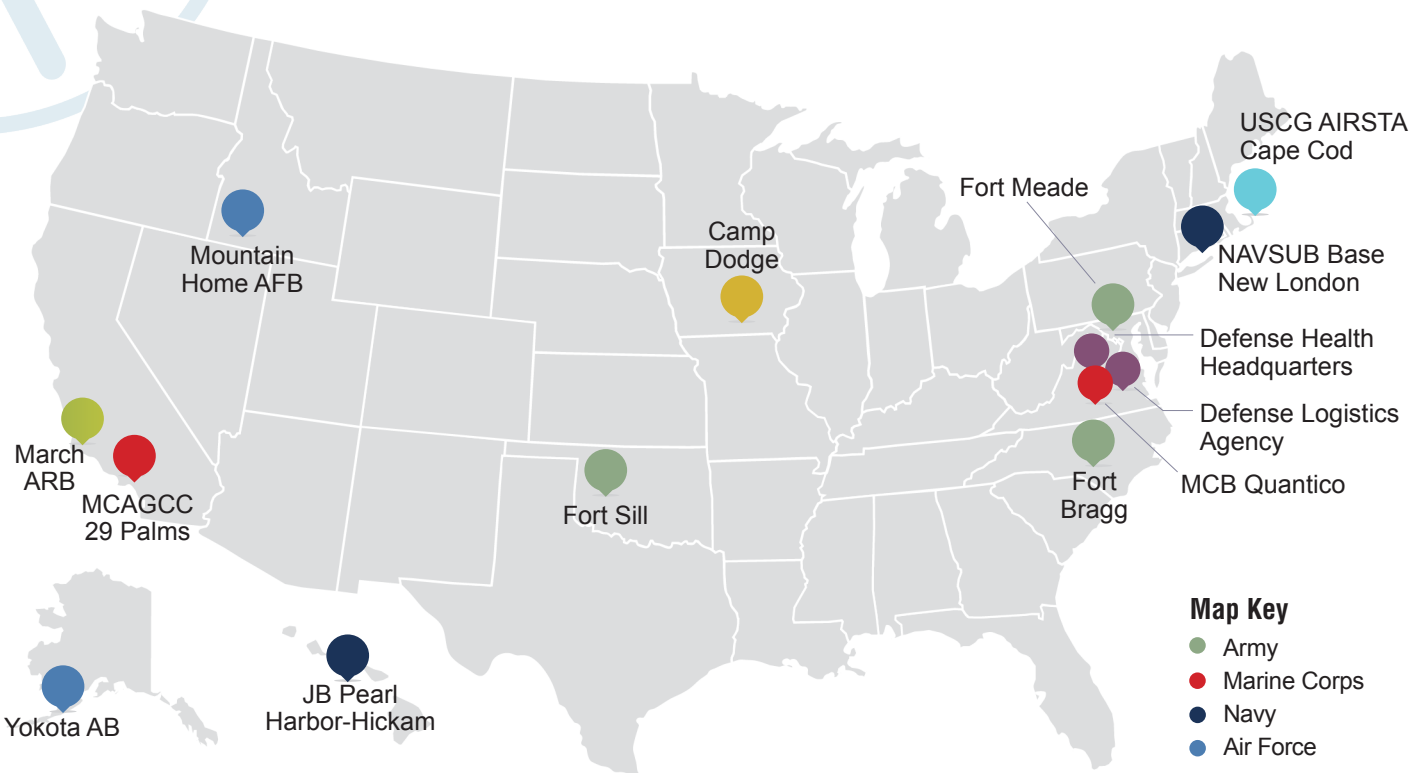 USCG AIRSTA
Cape Cod
Fort Meade
Camp
Dodge
Mountain
Home AFB
NAVSUB Base
New London
Defense Health
Headquarters
Defense Logistics
Agency
March
ARB
MCAGCC
29 Palms
Fort Sill
Fort
Bragg
MCB Quantico
Map Key
Army
Marine Corps
Navy
Air Force
JB Pearl
Harbor-Hickam
Yokota AB